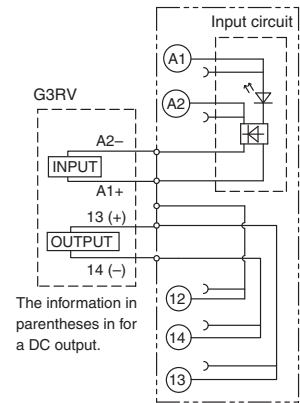 Input circuit
A1
G3RV
A2
A2–
INPUT
A1+
13 (+)
OUTPUT
14 (–)
12
The information in
parentheses in for
a DC output.
14
13